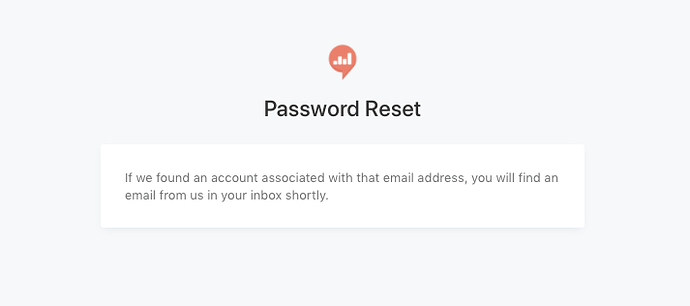 Password Reset
If we found an account associated with that email address, you will find an
email from us in your inbox shortly.